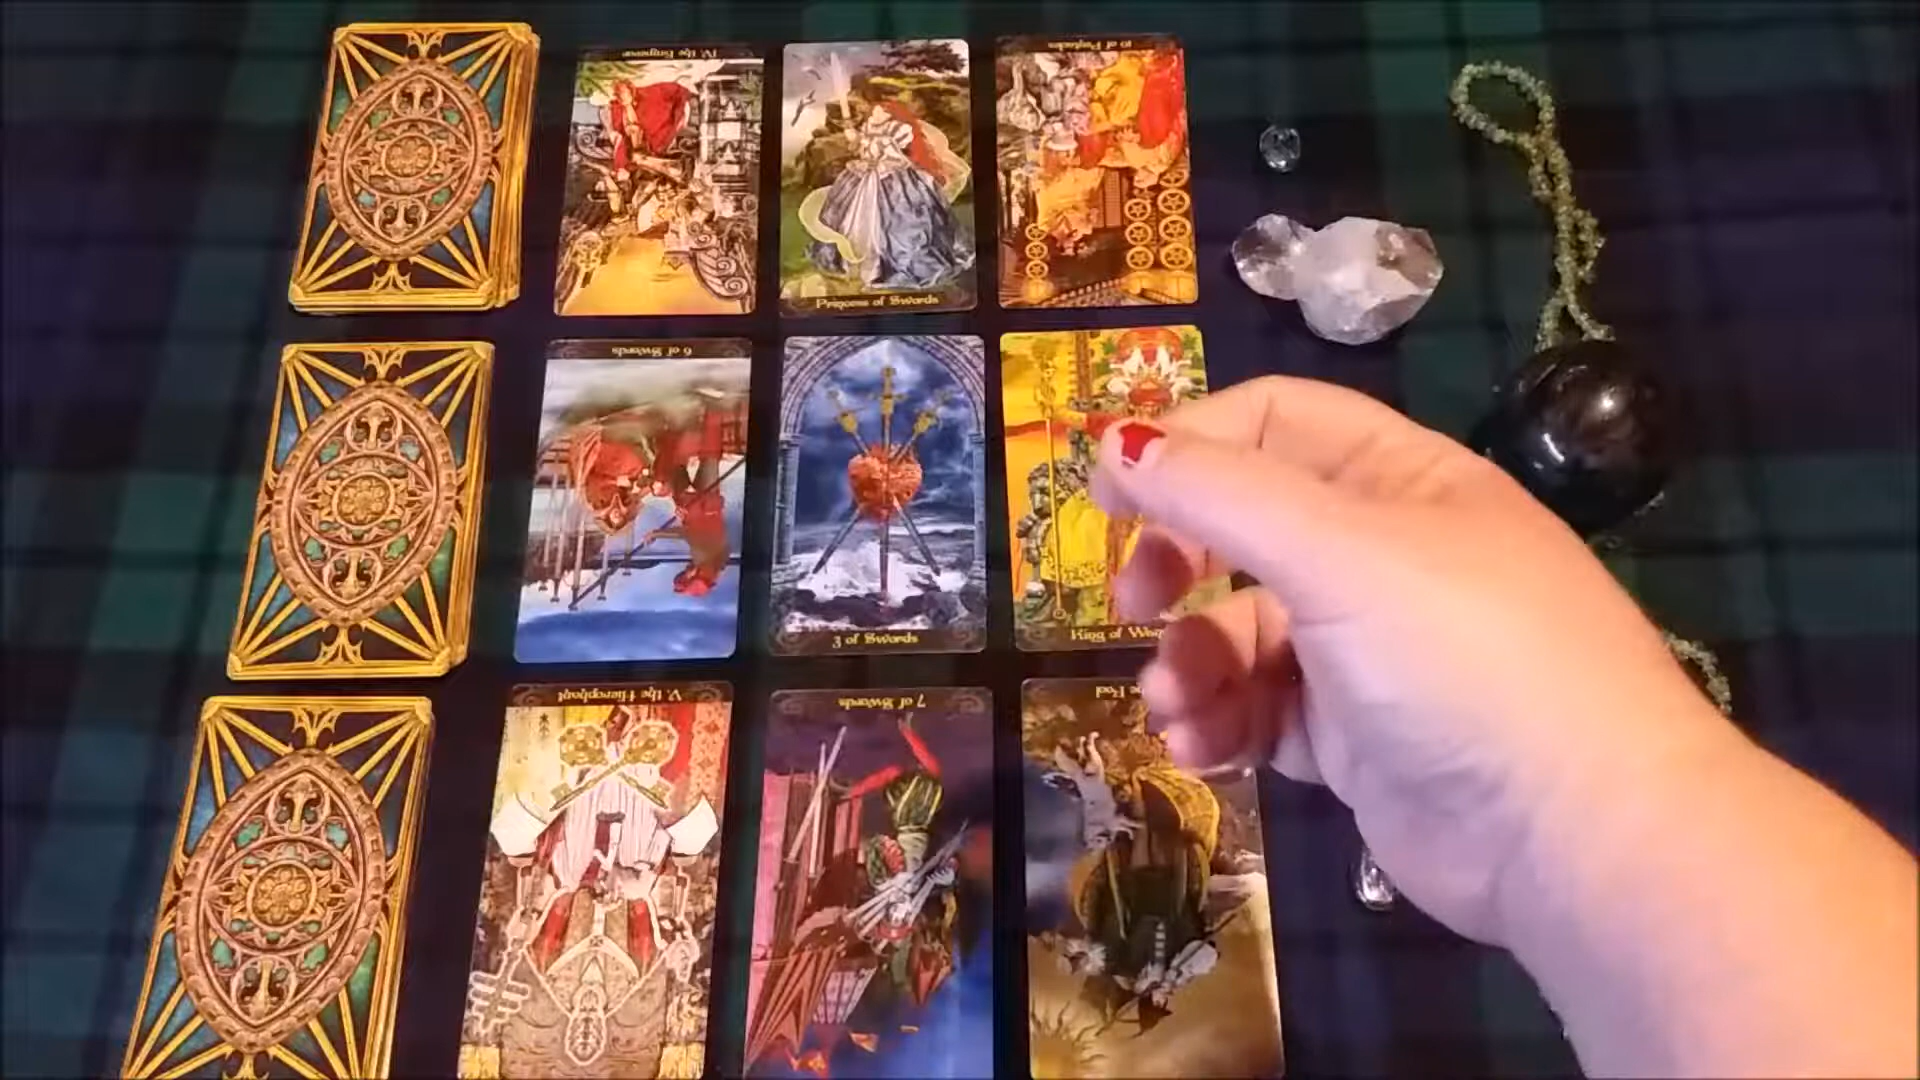 IV. the Emperor
Princess of Swords
10 of Pentacles
6 of Swords
3 of Swords
King of
V. the Hierophant
7 of Swords
Fool